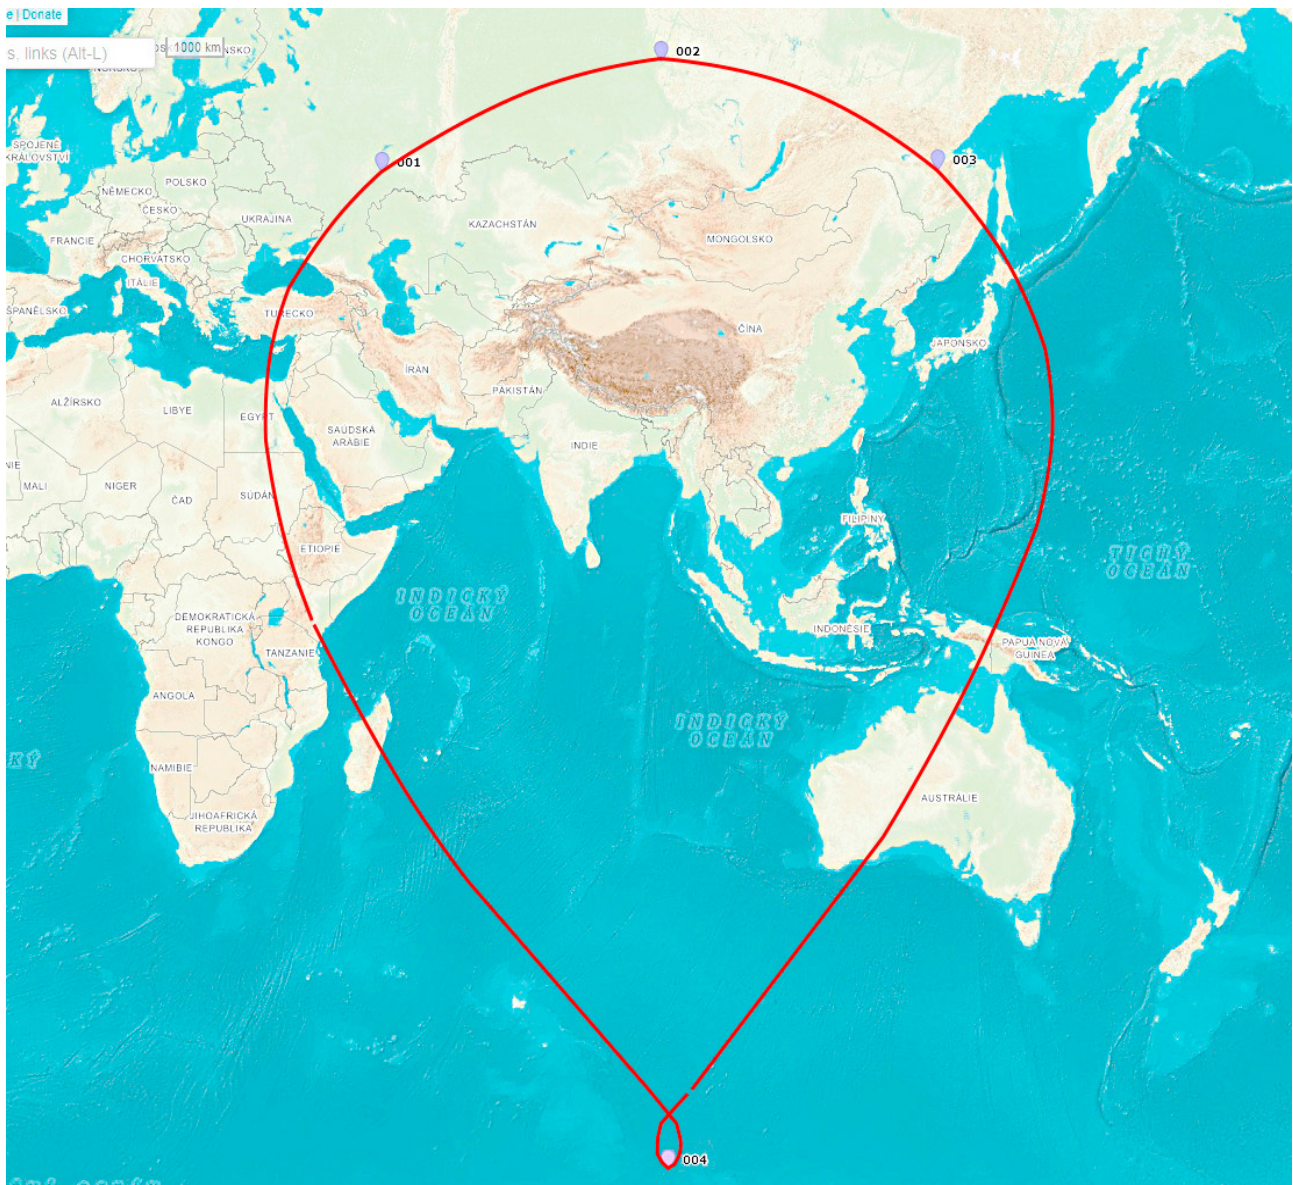 e | Donate
s, links (Alt-L)
1000 km
NSKO
002
001
003
SPOJENÉ
KRÁLOVSTVÍ
POLSKO
NĚMECKO
ČESKO
UKRAJINA
FRANCIE
KAZACHSTÁN
MONGOLSKO
CHORVATSKO
ITÁLIE
ŠPANĚLSKO
TURECKO
ČÍNA
JAPONSKO
ÍRÁN
PÁKISTÁN
ALŽÍRSKO
LIBYE
EGYPT
SAÚDSKÁ
ARÁBIE
INDIE
NIE
MALI
NIGER
ČAD
SÚDÁN
FILIPÍNY
ETIOPIE
TICHÝ
OCEÁN
INDICKÝ
OCEÁN
DEMOKRATICKÁ
REPUBLIKA
KONGO
INDONÉSIE
PAPUA NOVÁ
GUINEA
TANZANIE
ANGOLA
INDICKÝ
OCEÁN
KÝ
NAMIBIE
AUSTRÁLIE
JIHOAFRICKÁ
REPUBLIKA
004